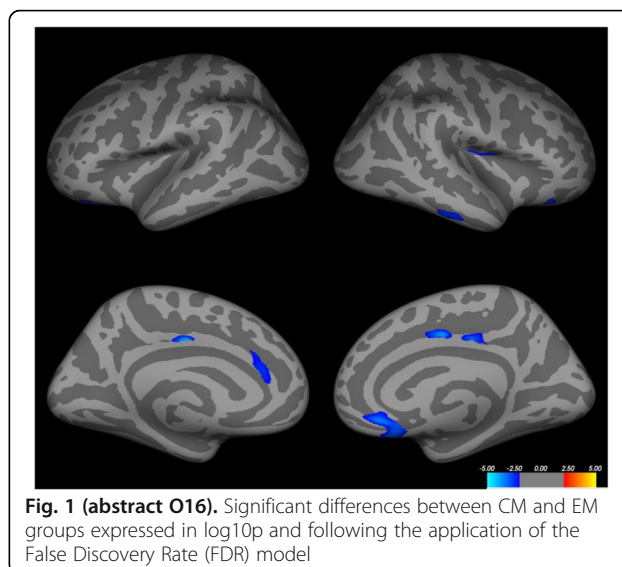 -5.00 -2.50 0.00 2.50 5.00
Fig. 1 (abstract O16). Significant differences between CM and EM
groups expressed in log10p and following the application of the
False Discovery Rate (FDR) model